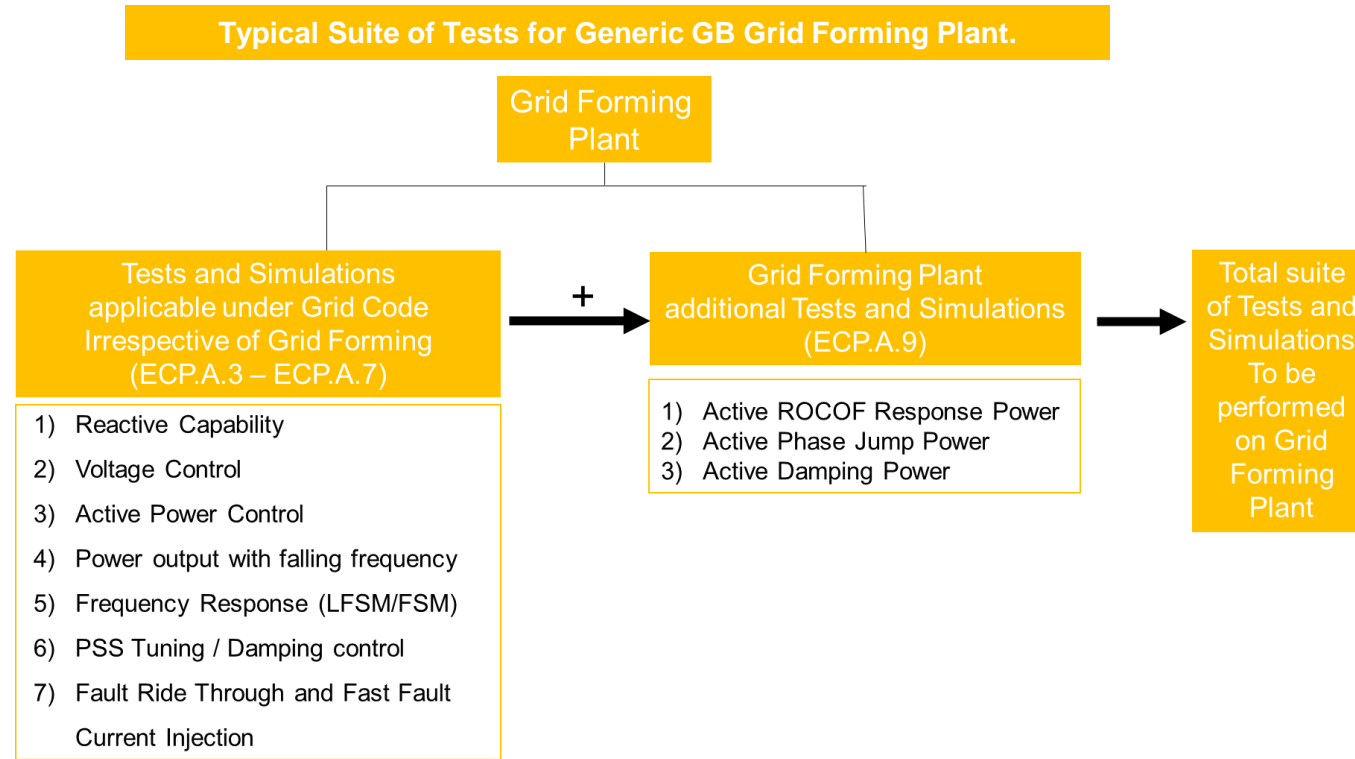 Typical Suite of Tests for Generic GB Grid Forming Plant.
Grid Forming
Plant
Tests and Simulations
applicable under Grid Code
Irrespective of Grid Forming
(ECP.A.3 – ECP.A.7)
1) Reactive Capability
2) Voltage Control
3) Active Power Control
4) Power output with falling frequency
5) Frequency Response (LFSM/FSM)
6) PSS Tuning / Damping control
7) Fault Ride Through and Fast Fault
Current Injection
+
Grid Forming Plant
additional Tests and Simulations
(ECP.A.9)
1) Active ROCOF Response Power
2) Active Phase Jump Power
3) Active Damping Power
Total suite
of Tests and
Simulations
To be
performed
on Grid
Forming
Plant